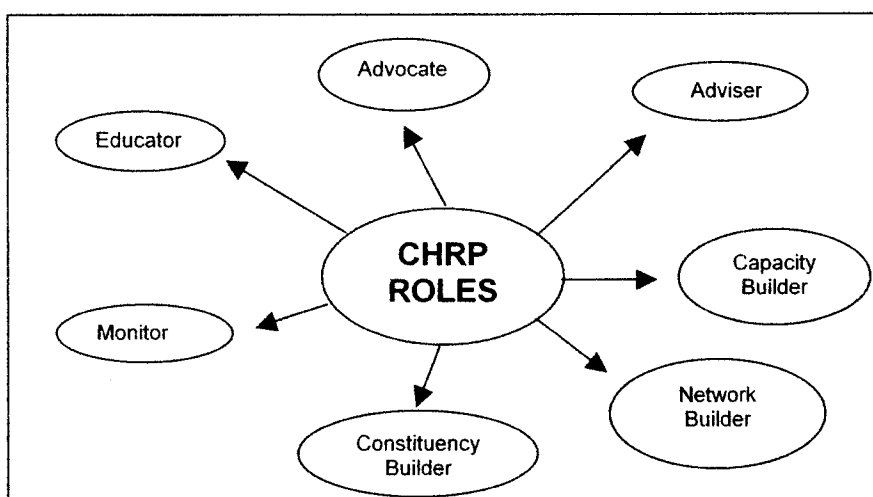 Advocate
Adviser
Educator
CHRP
ROLES
Capacity
Builder
Monitor
Network
Builder
Constituency
Builder